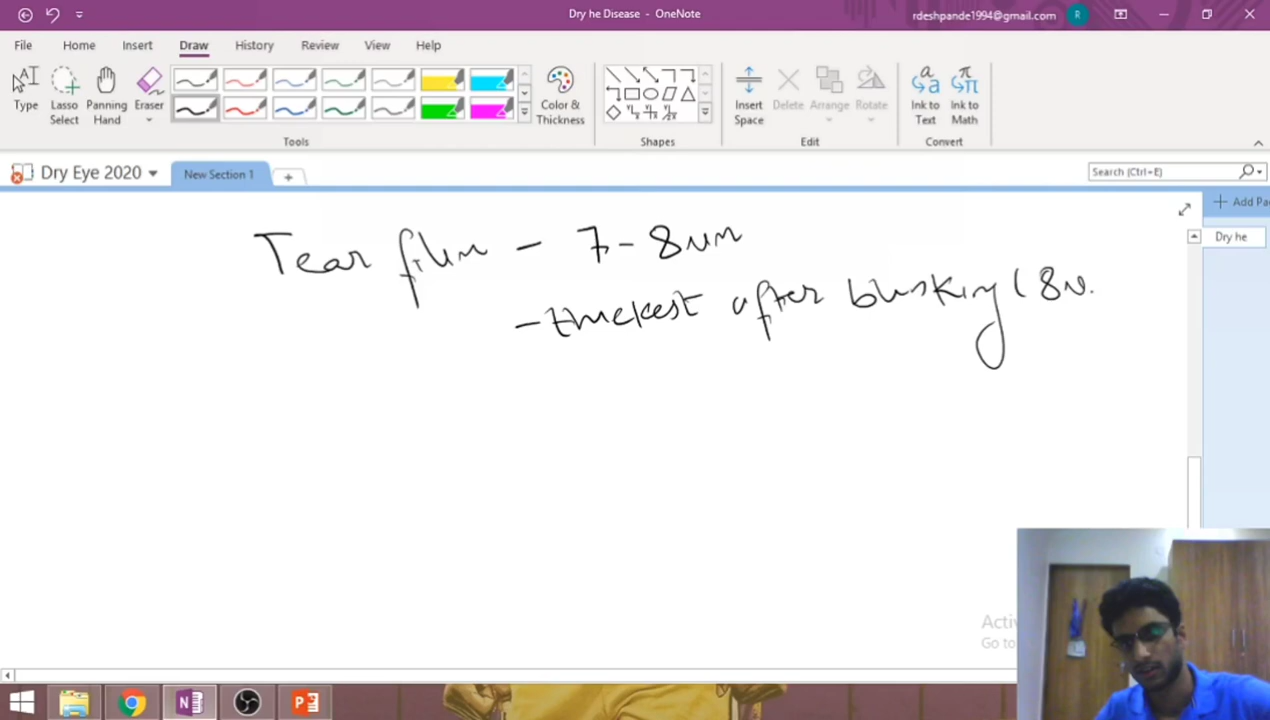 Dry he Disease - OneNote
rdeshpande1994@gmail.com
R
File Home Insert Draw History Review View Help
Type
Lasso Select
Panning Hand
Eraser
Color & Thickness
Insert Space
Delete
Arrange
Rotate
Ink to Text
Ink to Math
Tools
Shapes
Edit
Convert
Dry Eye 2020
New Section 1
Search (Ctrl+E)
Add Pa
Dry he
Tear film - 7-8um
-thickest after blinking (8u
Activ
Go to